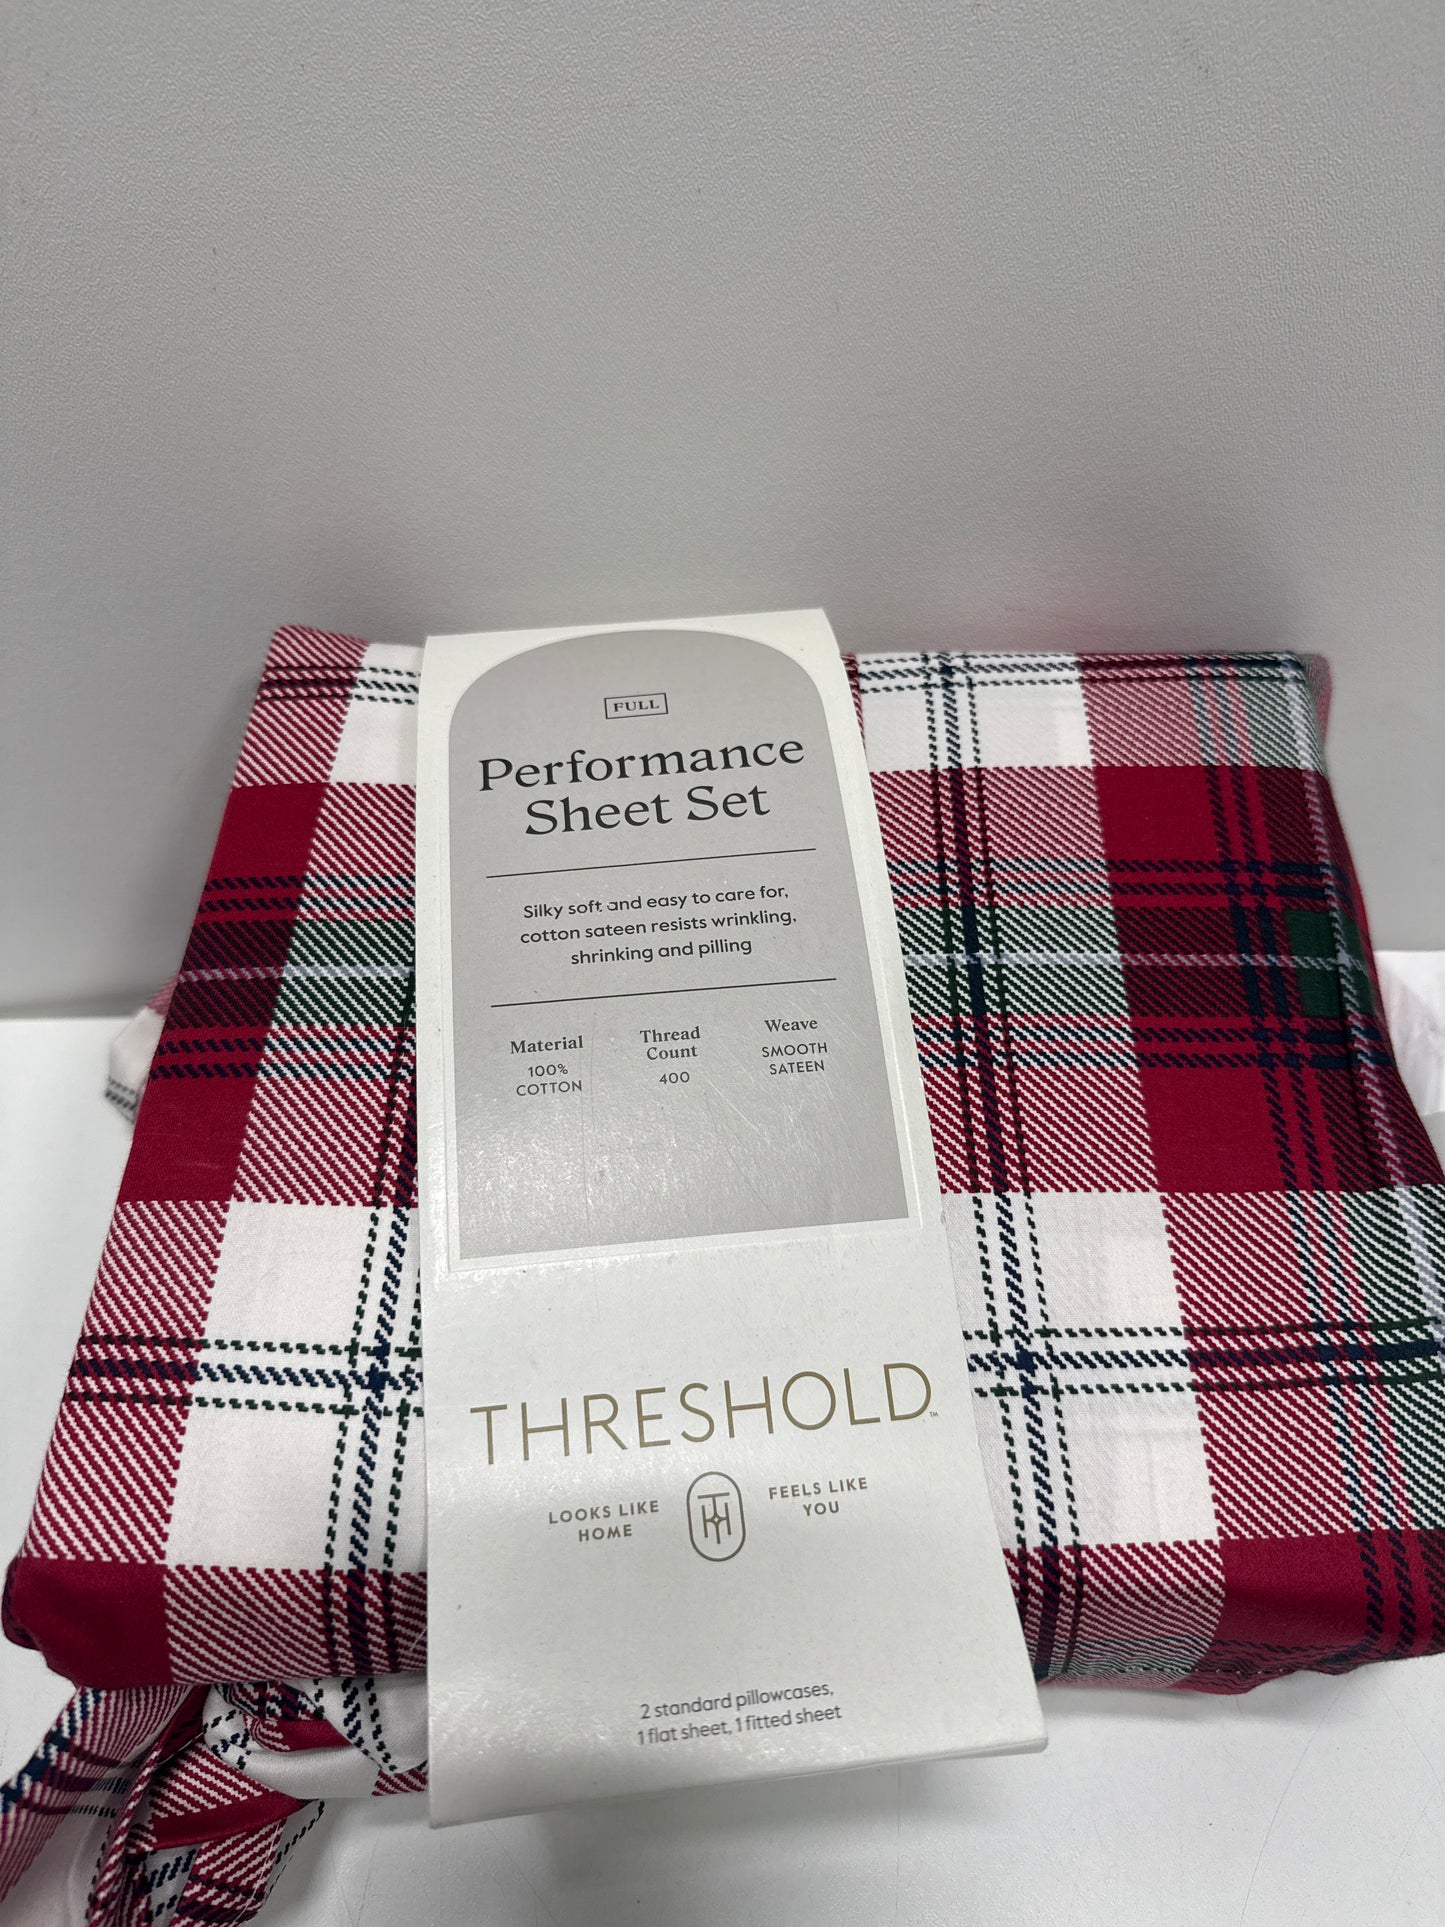 FULL
Performance
Sheet Set
Silky soft and easy to care for,
cotton sateen resists wrinkling,
shrinking and pilling
Material
100%
COTTON
Thread
Count
400
Weave
SMOOTH
SATEEN
THRESHOLD™
LOOKS LIKE
HOME
TH
FEELS LIKE
YOU
2 standard pillowcases,
1 flat sheet, 1 fitted sheet